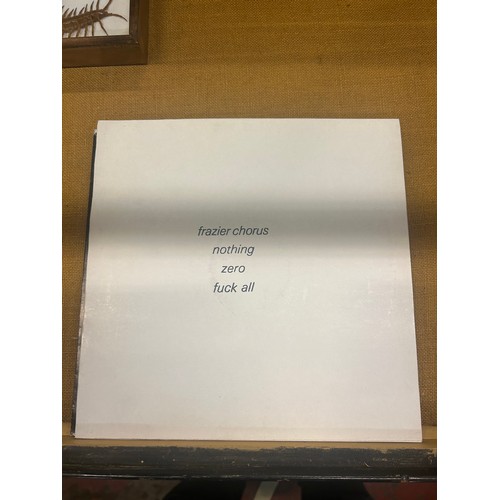 frazier chorus
nothing
zero
fuck all